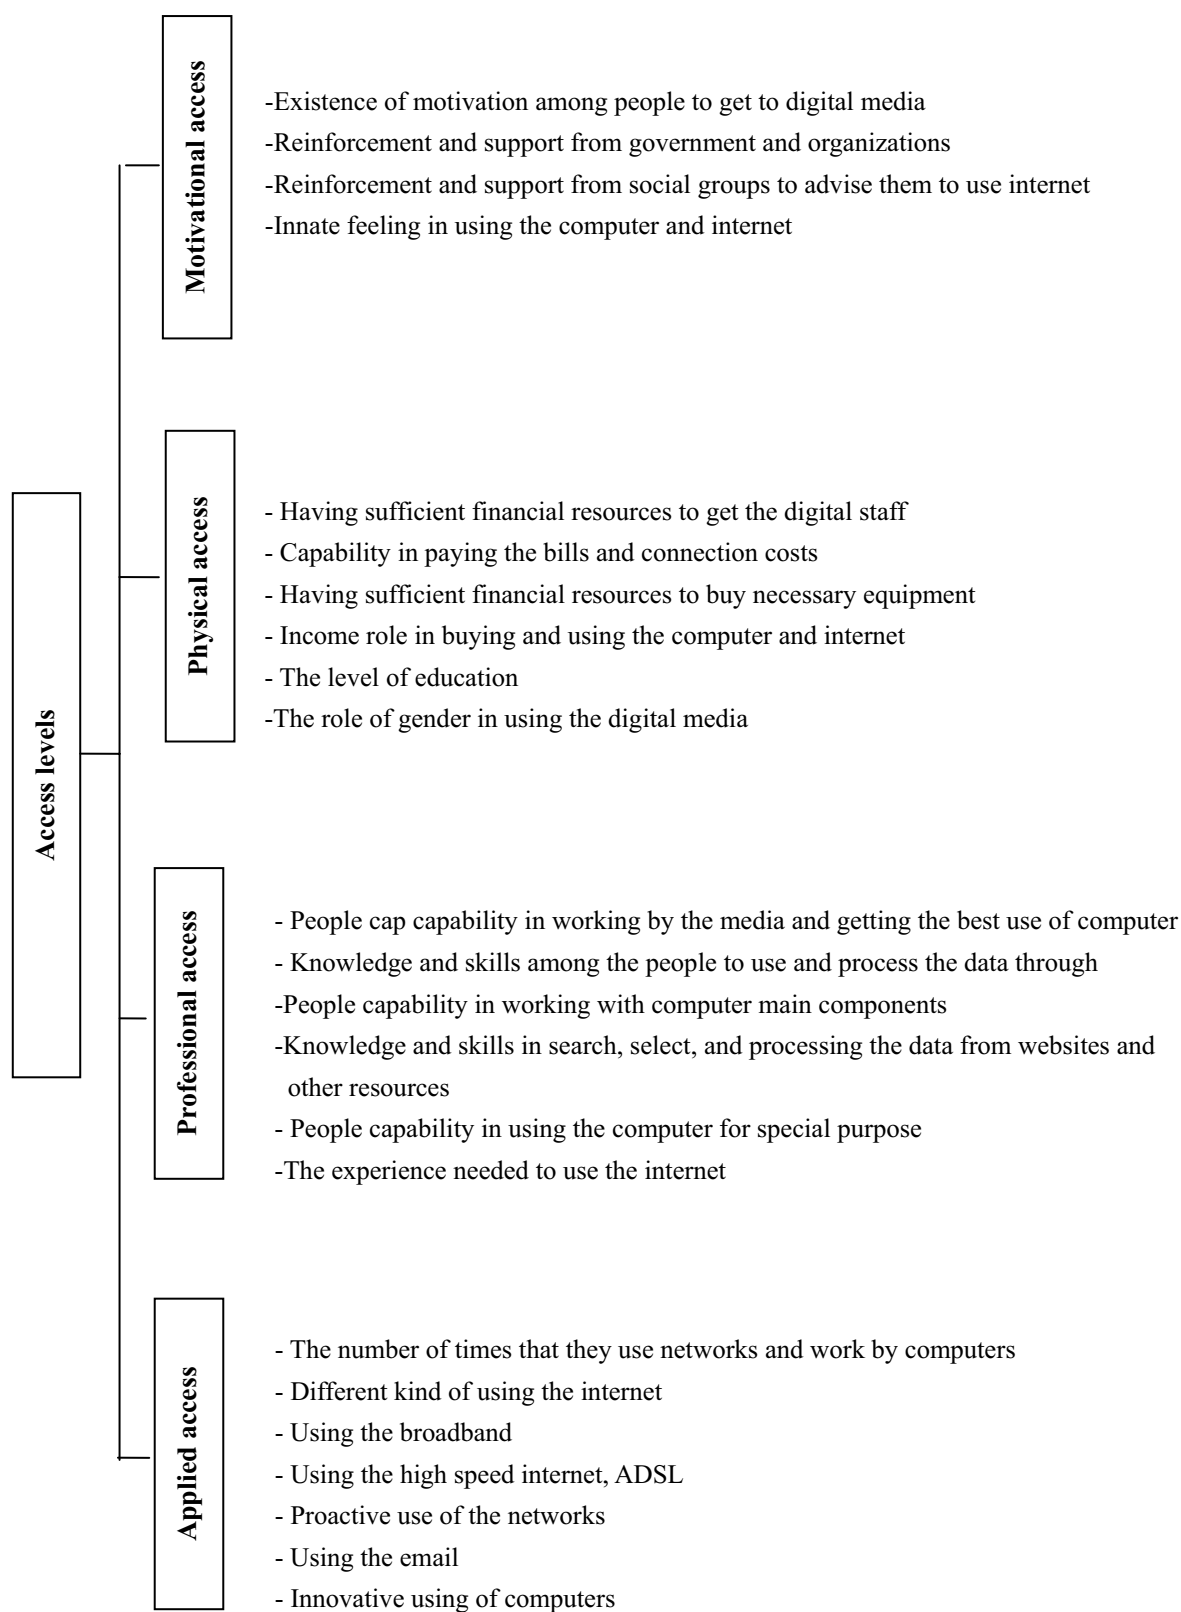 Motivational access
-Existence of motivation among people to get to digital media
-Reinforcement and support from government and organizations
-Reinforcement and support from social groups to advise them to use internet
-Innate feeling in using the computer and internet
Access levels
Physical access
- Having sufficient financial resources to get the digital staff
- Capability in paying the bills and connection costs
- Having sufficient financial resources to buy necessary equipment
- Income role in buying and using the computer and internet
- The level of education
-The role of gender in using the digital media
Professional access
- People cap capability in working by the media and getting the best use of computer
- Knowledge and skills among the people to use and process the data through
-People capability in working with computer main components
-Knowledge and skills in search, select, and processing the data from websites and
other resources
- People capability in using the computer for special purpose
-The experience needed to use the internet
Applied access
- The number of times that they use networks and work by computers
- Different kind of using the internet
- Using the broadband
- Using the high speed internet, ADSL
- Proactive use of the networks
- Using the email
- Innovative using of computers